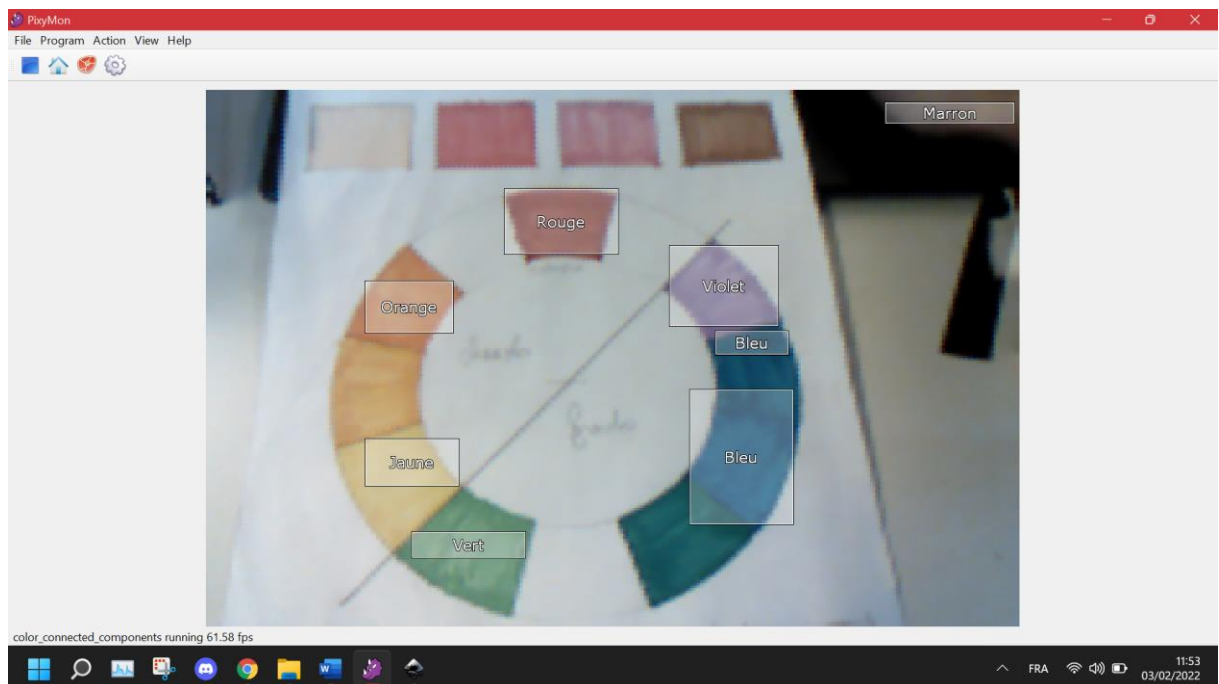 PixyMon
File Program Action View Help
Marron
Rouge
Violet
Orange
Bleu
Bleu
Jaune
Vert
color_connected_components running 61.58 fps
FRA
11:53
03/02/2022